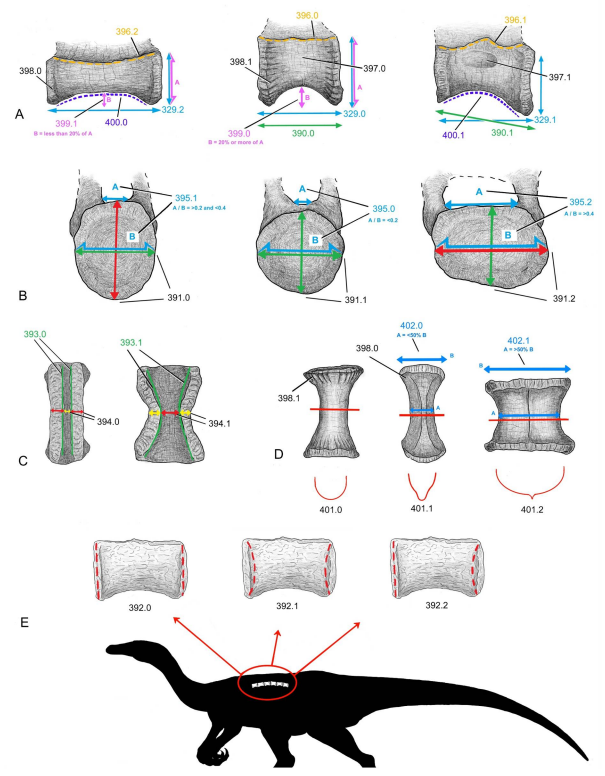 396.2
396.0
396.1
398.0
398.1
397.0
397.1
A
B
A
B
A
399.1
400.0
329.2
B = less than 20% of A
399.0
329.0
390.0
B = 20% or more of A
400.1
329.1
390.1
A
395.1
A / B = >0.2 and <0.4
B
A
395.0
A / B = <0.2
B
A
395.2
A / B = >0.4
B
B
391.0
391.1
391.2
393.0
393.1
394.0
394.1
C
402.0
A = <50% B
402.1
A = >50% B
398.0
398.1
B
B
A
A
D
401.0
401.1
401.2
392.0
392.1
392.2
E